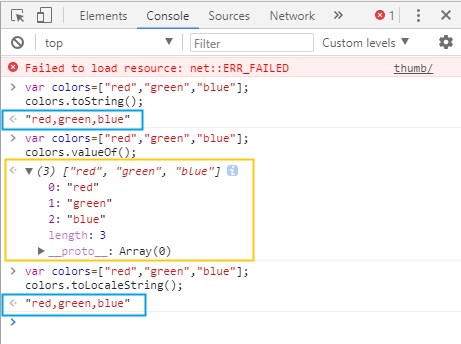 Elements Console Sources Network » 1
top Filter Custom levels
Failed to load resource: net::ERR_FAILED thumb/
> var colors=["red","green","blue"];
colors.toString();
"red,green,blue"
> var colors=["red","green","blue"];
colors.valueOf();
(3) ["red", "green", "blue"] i
0: "red"
1: "green"
2: "blue"
length: 3
__proto__: Array(0)
> var colors=["red","green","blue"];
colors.toLocaleString();
"red,green,blue"
>